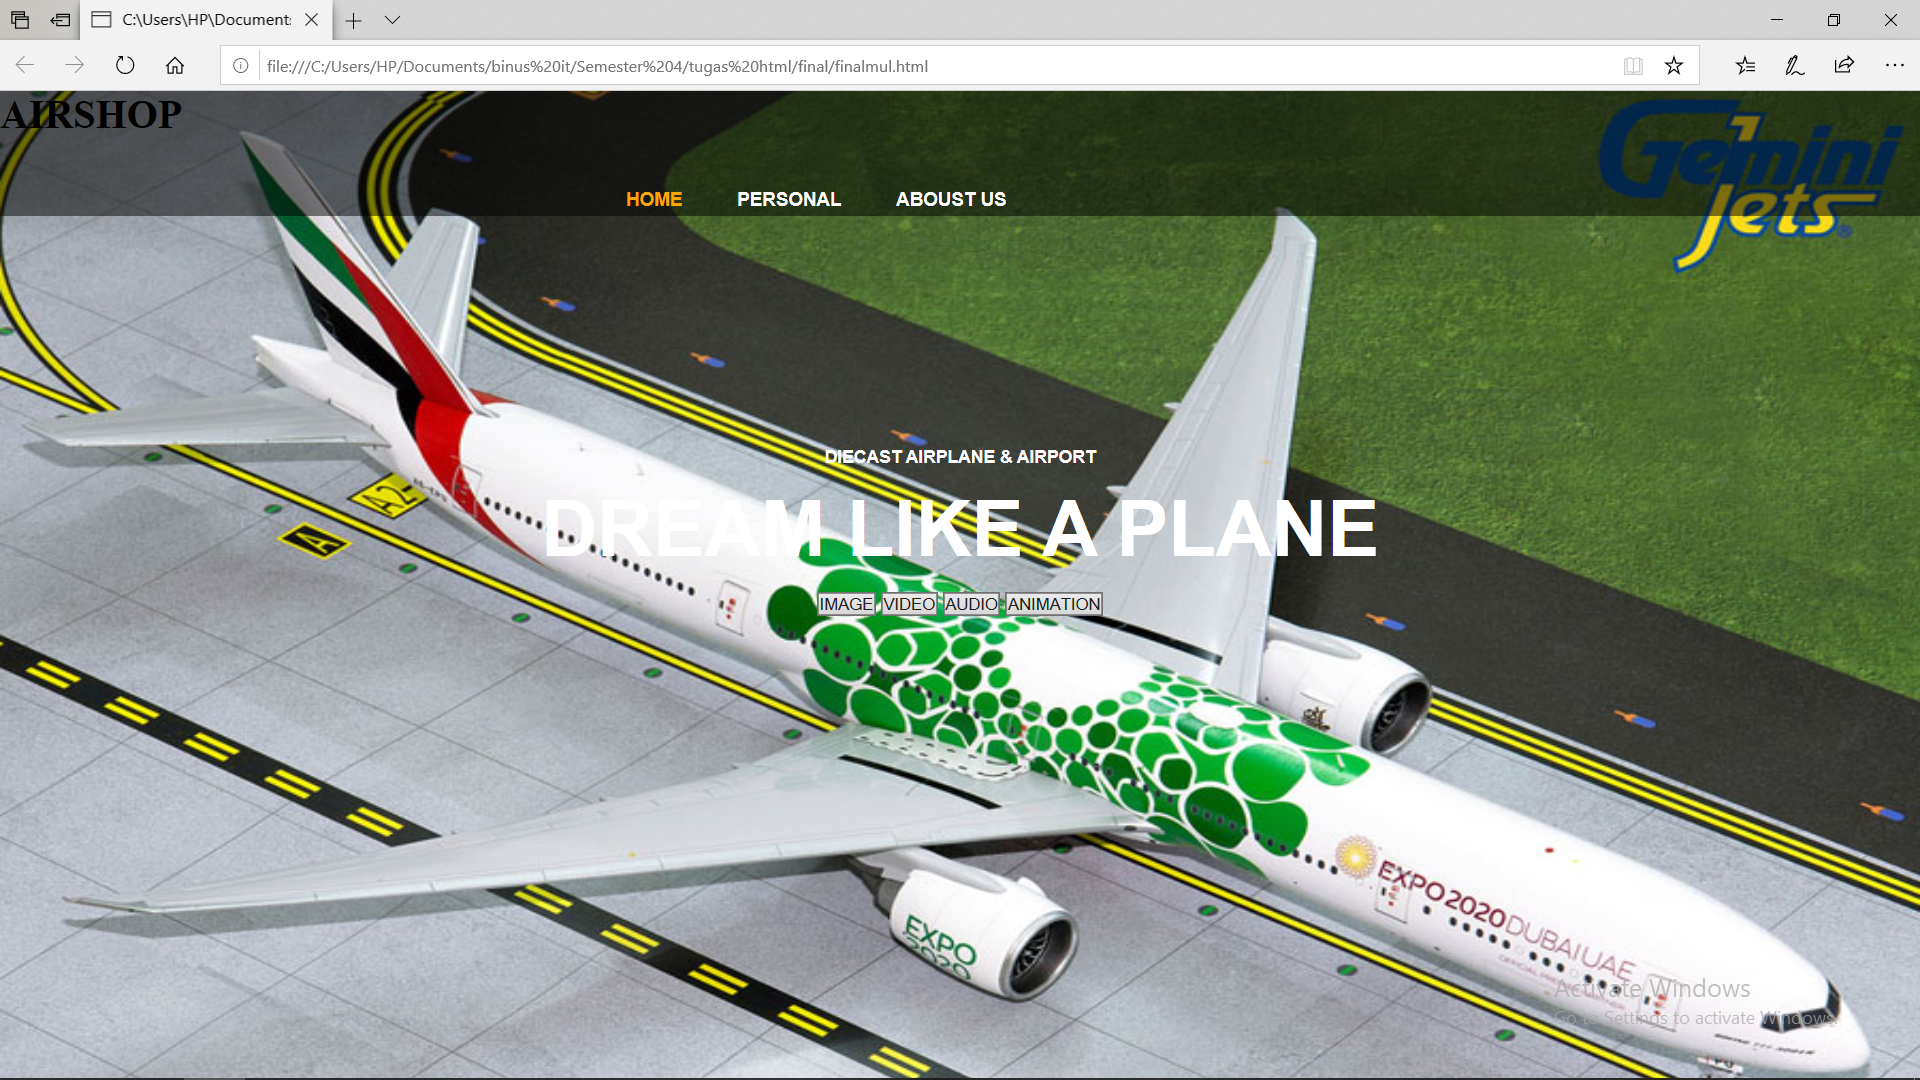 C:\Users\HP\Document:
file:///C:/Users/HP/Documents/binus%20it/Semester%204/tugas%20html/final/finalmul.html
AIRSHOP
Gemini
Jets®
HOME PERSONAL ABOUST US
A2
A
DIECAST AIRPLANE & AIRPORT
DREAM LIKE A PLANE
IMAGE VIDEO AUDIO ANIMATION
EXPO2020DUBAIUAE
EXPO
2020
Activate Windows
Go to Settings to activate Windows.